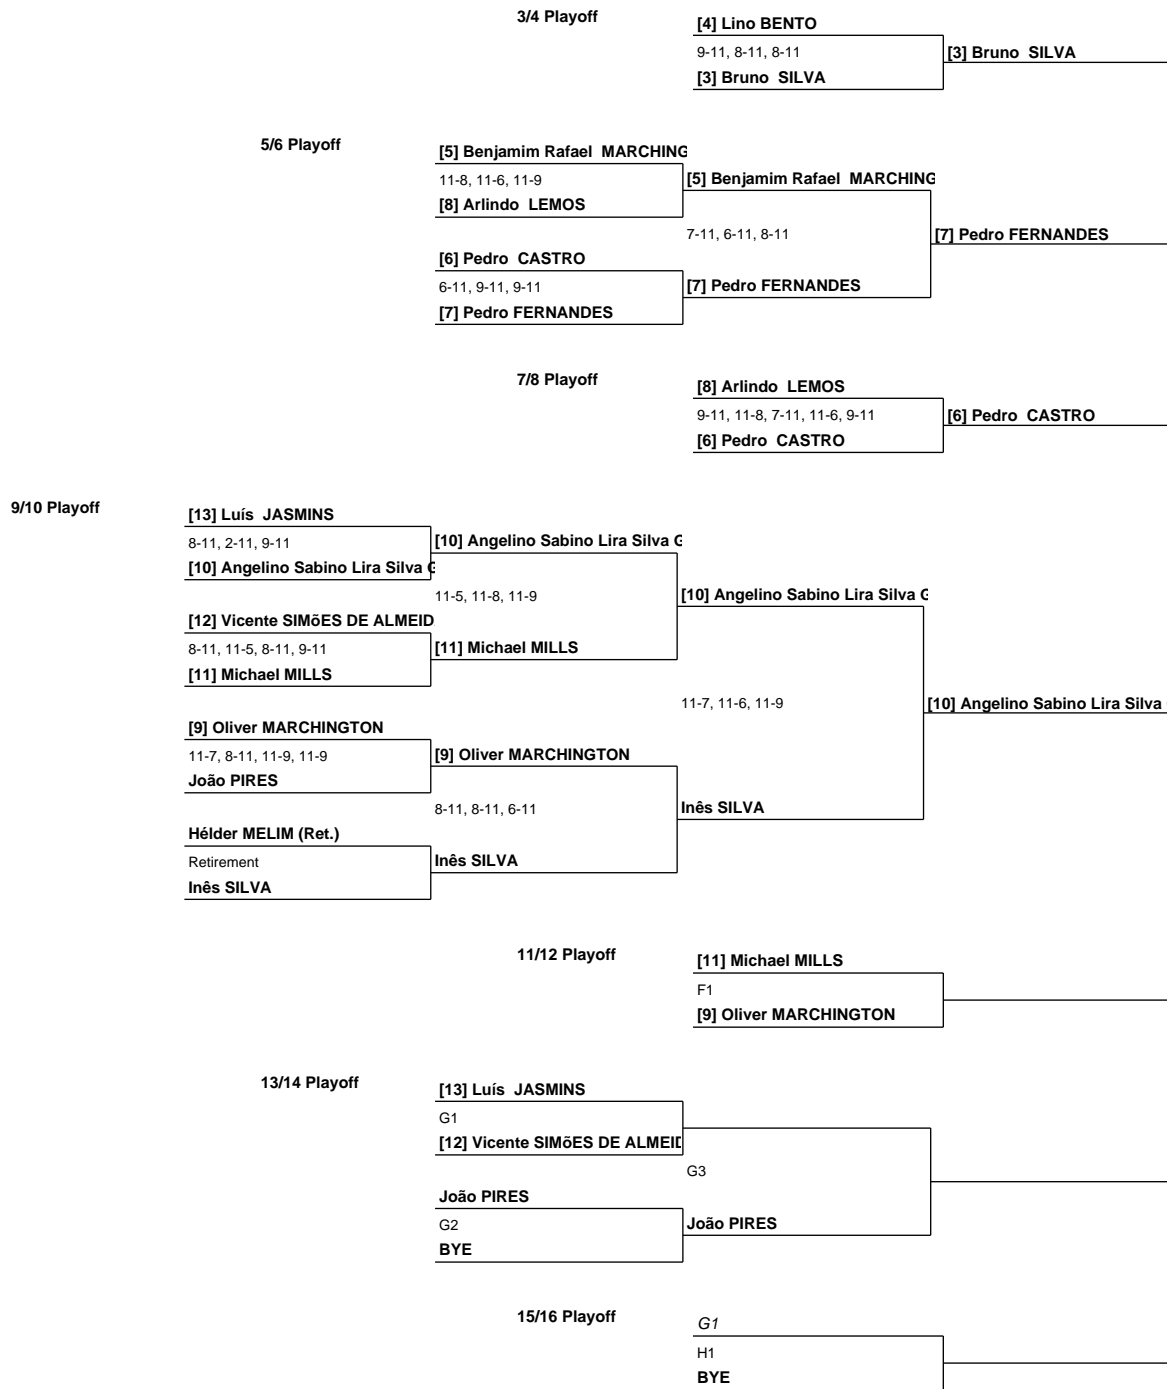 3/4 Playoff
[4] Lino BENTO
9-11, 8-11, 8-11
[3] Bruno SILVA
[3] Bruno SILVA
5/6 Playoff
[5] Benjamim Rafael MARCHING
11-8, 11-6, 11-9
[5] Benjamim Rafael MARCHING
[8] Arlindo LEMOS
7-11, 6-11, 8-11
[7] Pedro FERNANDES
[6] Pedro CASTRO
6-11, 9-11, 9-11
[7] Pedro FERNANDES
[7] Pedro FERNANDES
7/8 Playoff
[8] Arlindo LEMOS
9-11, 11-8, 7-11, 11-6, 9-11
[6] Pedro CASTRO
[6] Pedro CASTRO
9/10 Playoff
[13] Luís JASMINS
8-11, 2-11, 9-11
[10] Angelino Sabino Lira Silva G
[10] Angelino Sabino Lira Silva G
11-5, 11-8, 11-9
[10] Angelino Sabino Lira Silva G
[12] Vicente SIMõES DE ALMEID
8-11, 11-5, 8-11, 9-11
[11] Michael MILLS
[11] Michael MILLS
11-7, 11-6, 11-9
[10] Angelino Sabino Lira Silva
[9] Oliver MARCHINGTON
11-7, 8-11, 11-9, 11-9
[9] Oliver MARCHINGTON
João PIRES
8-11, 8-11, 6-11
Inês SILVA
Hélder MELIM (Ret.)
Retirement
Inês SILVA
Inês SILVA
11/12 Playoff
[11] Michael MILLS
F1
[9] Oliver MARCHINGTON
13/14 Playoff
[13] Luís JASMINS
G1
[12] Vicente SIMõES DE ALMEID
G3
João PIRES
G2
João PIRES
BYE
15/16 Playoff
G1
H1
BYE